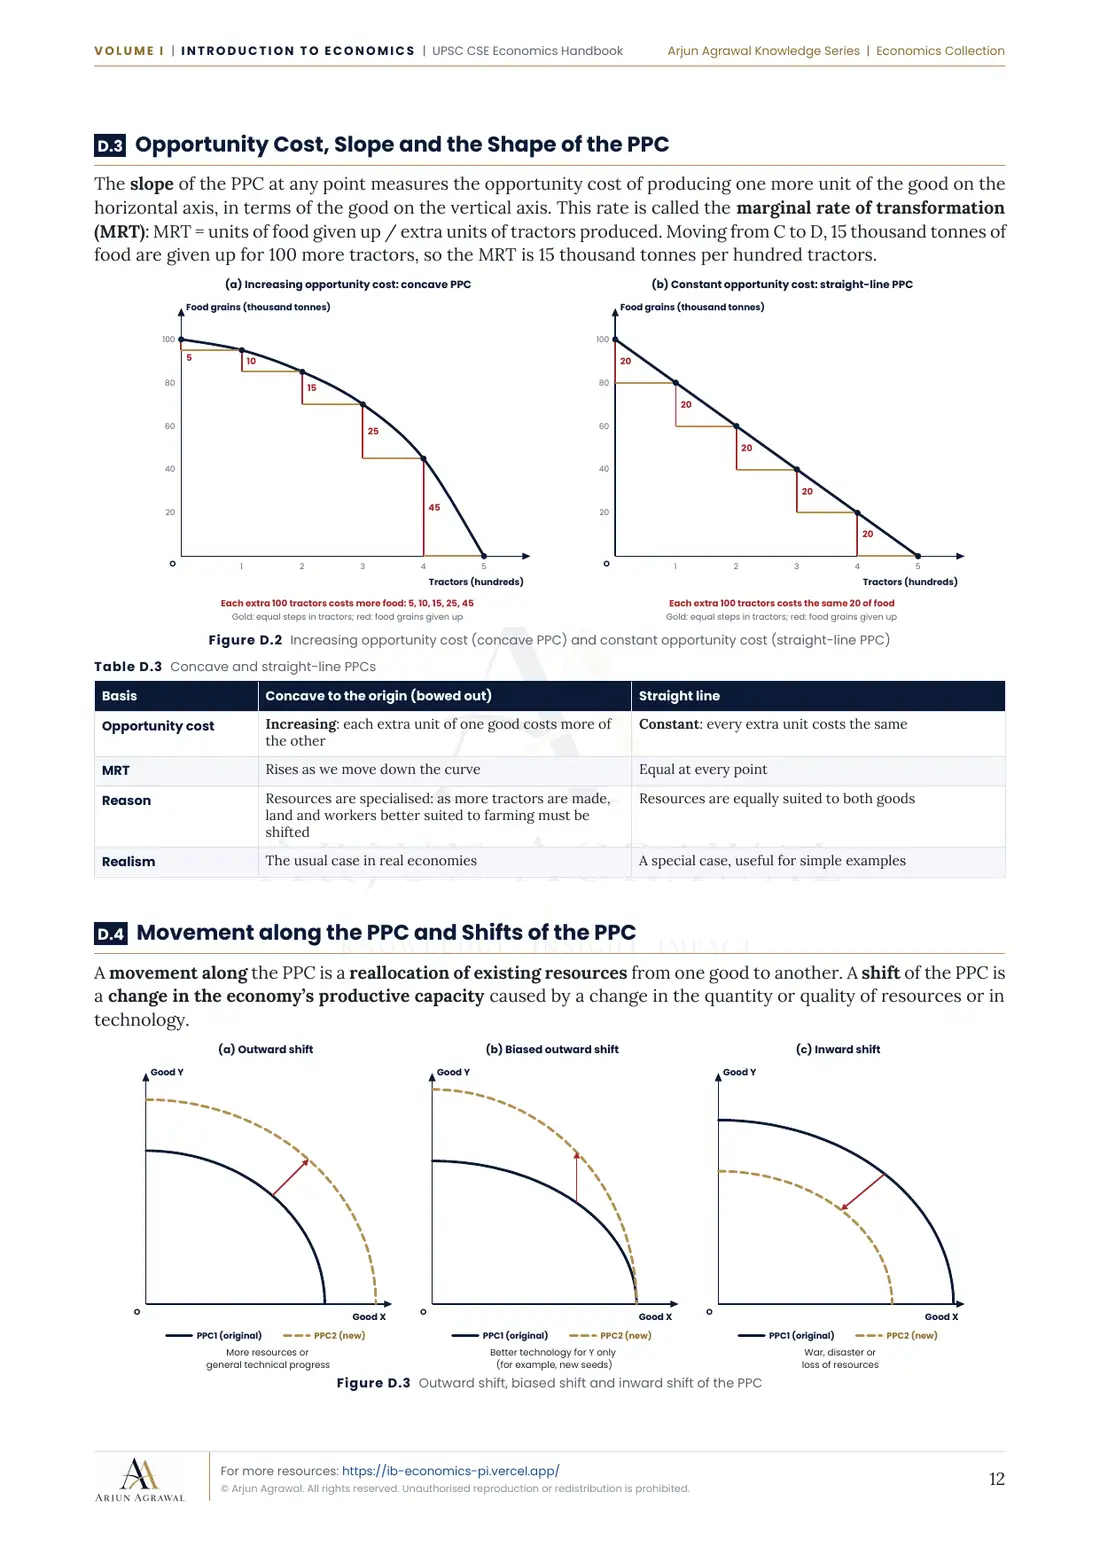 VOLUME I | INTRODUCTION TO ECONOMICS | UPSC CSE Economics Handbook
Arjun Agrawal Knowledge Series | Economics Collection
D.3 Opportunity Cost, Slope and the Shape of the PPC
The slope of the PPC at any point measures the opportunity cost of producing one more unit of the good on the
horizontal axis, in terms of the good on the vertical axis. This rate is called the marginal rate of transformation
(MRT): MRT = units of food given up / extra units of tractors produced. Moving from C to D, 15 thousand tonnes of
food are given up for 100 more tractors, so the MRT is 15 thousand tonnes per hundred tractors.
(a) Increasing opportunity cost: concave PPC
Food grains (thousand tonnes)
100
80
60
40
20
5
10
15
25
45
O
1
2
3
4
5
Tractors (hundreds)
Each extra 100 tractors costs more food: 5, 10, 15, 25, 45
Gold: equal steps in tractors; red: food grains given up
(b) Constant opportunity cost: straight-line PPC
Food grains (thousand tonnes)
100
80
60
40
20
20
20
20
20
20
O
1
2
3
4
5
Tractors (hundreds)
Each extra 100 tractors costs the same 20 of food
Gold: equal steps in tractors; red: food grains given up
Figure D.2 Increasing opportunity cost (concave PPC) and constant opportunity cost (straight-line PPC)
Table D.3 Concave and straight-line PPCs
Basis
Concave to the origin (bowed out)
Straight line
Opportunity cost
Increasing: each extra unit of one good costs more of
the other
Constant: every extra unit costs the same
MRT
Rises as we move down the curve
Equal at every point
Reason
Resources are specialised: as more tractors are made,
land and workers better suited to farming must be
shifted
Resources are equally suited to both goods
Realism
The usual case in real economies
A special case, useful for simple examples
ARJUN AGRAWAL
KNOWLEDGE INSIGHT IMPACT
D.4 Movement along the PPC and Shifts of the PPC
A movement along the PPC is a reallocation of existing resources from one good to another. A shift of the PPC is
a change in the economy's productive capacity caused by a change in the quantity or quality of resources or in
technology.
(a) Outward shift
Good Y
O
Good X
PPC1 (original)
PPC2 (new)
More resources or
general technical progress
(b) Biased outward shift
Good Y
O
Good X
PPC1 (original)
PPC2 (new)
Better technology for Y only
(for example, new seeds)
(c) Inward shift
Good Y
O
Good X
PPC1 (original)
PPC2 (new)
War, disaster or
loss of resources
Figure D.3 Outward shift, biased shift and inward shift of the PPC
ARJUN AGRAWAL
For more resources: https://ib-economics-pi.vercel.app/
© Arjun Agrawal. All rights reserved. Unauthorised reproduction or redistribution is prohibited.
12